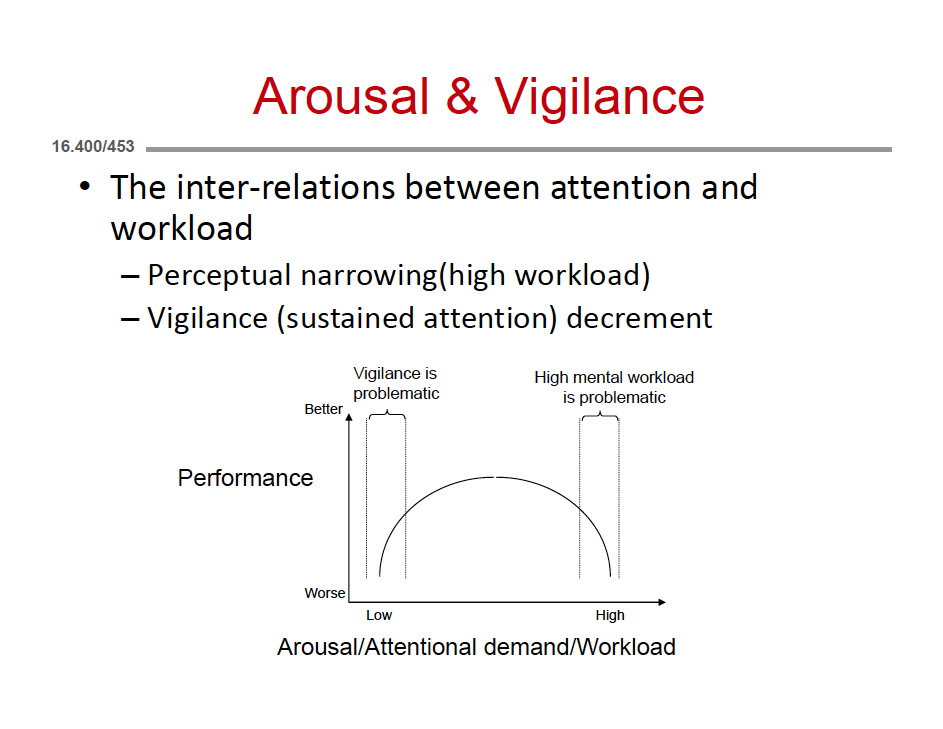 Arousal & Vigilance
16.400/453
• The inter-relations between attention and
workload
– Perceptual narrowing(high workload)
– Vigilance (sustained attention) decrement
Vigilance is
problematic
High mental workload
is problematic
Better
Performance
Worse
Low
High
Arousal/Attentional demand/Workload